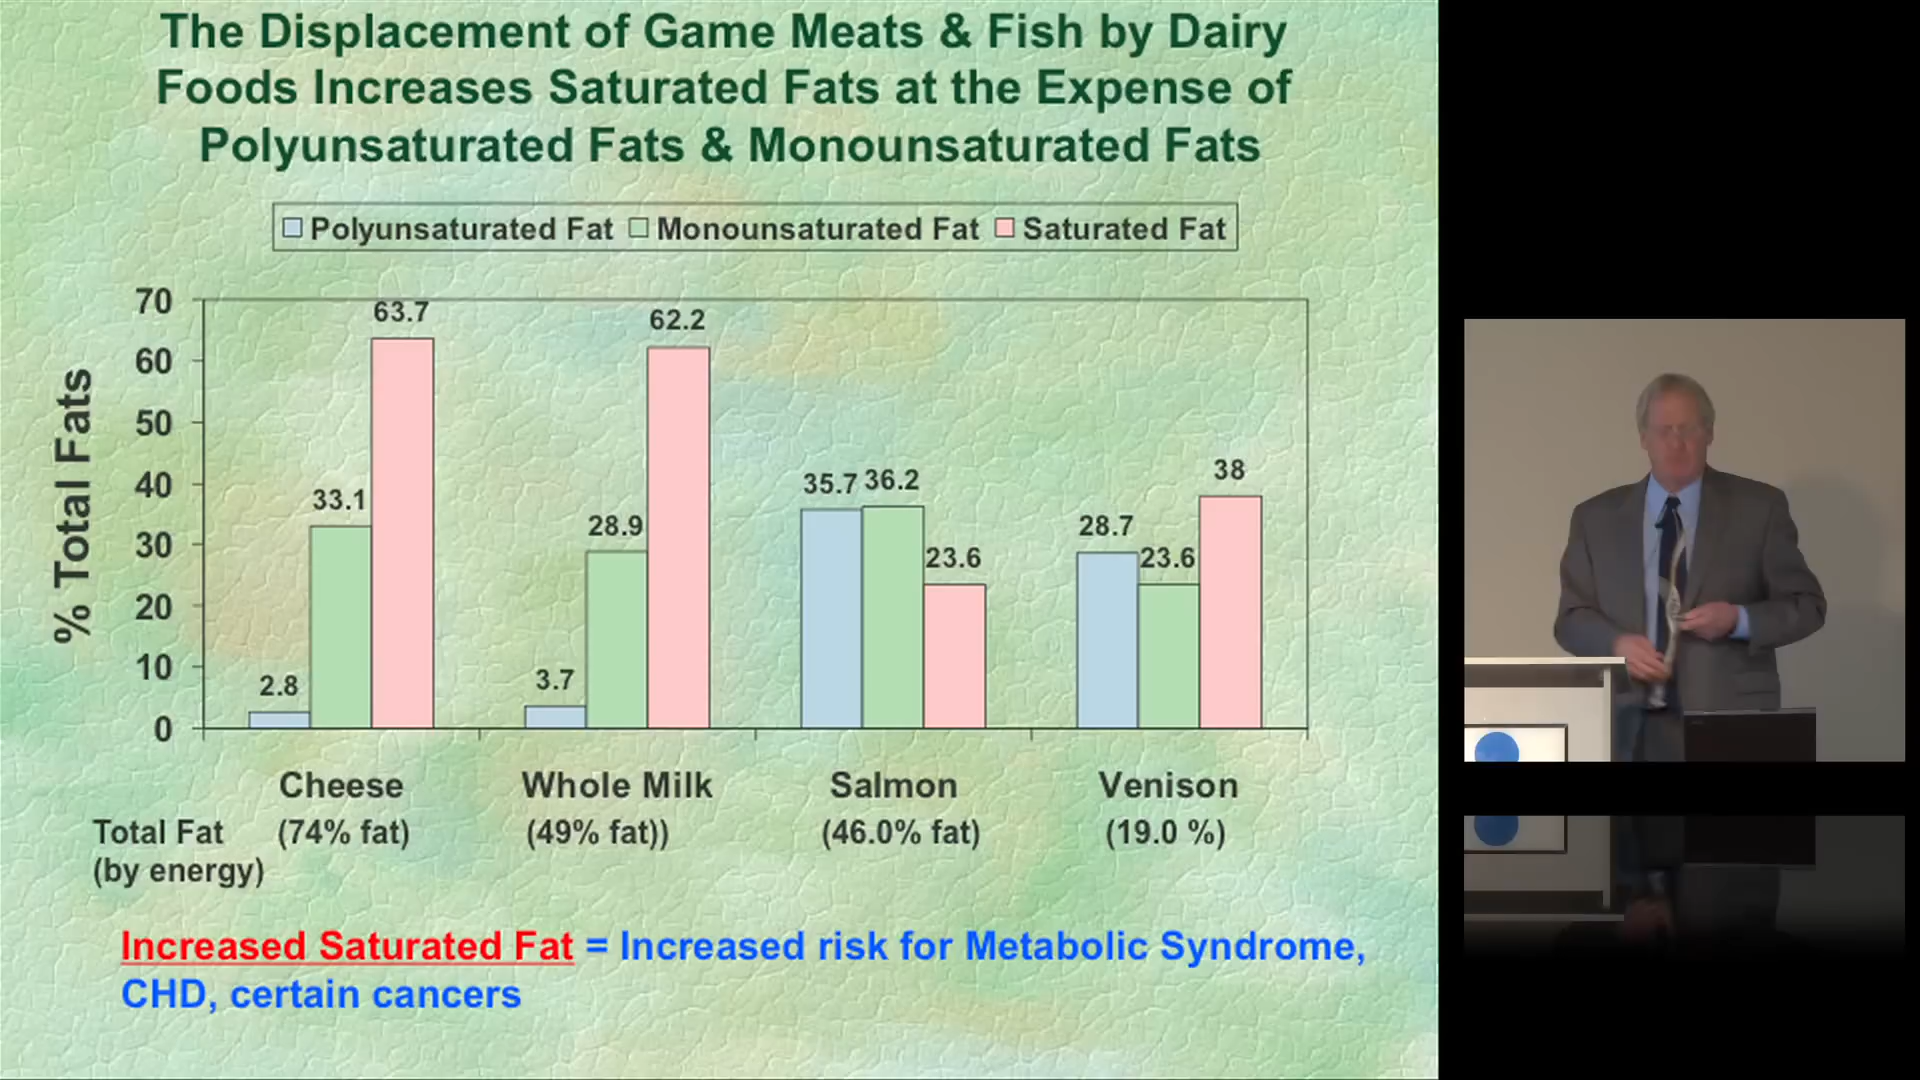 The Displacement of Game Meats & Fish by Dairy
Foods Increases Saturated Fats at the Expense of
Polyunsaturated Fats & Monounsaturated Fats
Polyunsaturated Fat Monounsaturated Fat Saturated Fat
% Total Fats
70
60
50
40
30
20
10
0
2.8 33.1 63.7
3.7 28.9 62.2
35.7 36.2 23.6
28.7 23.6 38
Cheese Whole Milk Salmon Venison
Total Fat (74% fat) (49% fat)) (46.0% fat) (19.0 %)
(by energy)
Increased Saturated Fat = Increased risk for Metabolic Syndrome,
CHD, certain cancers